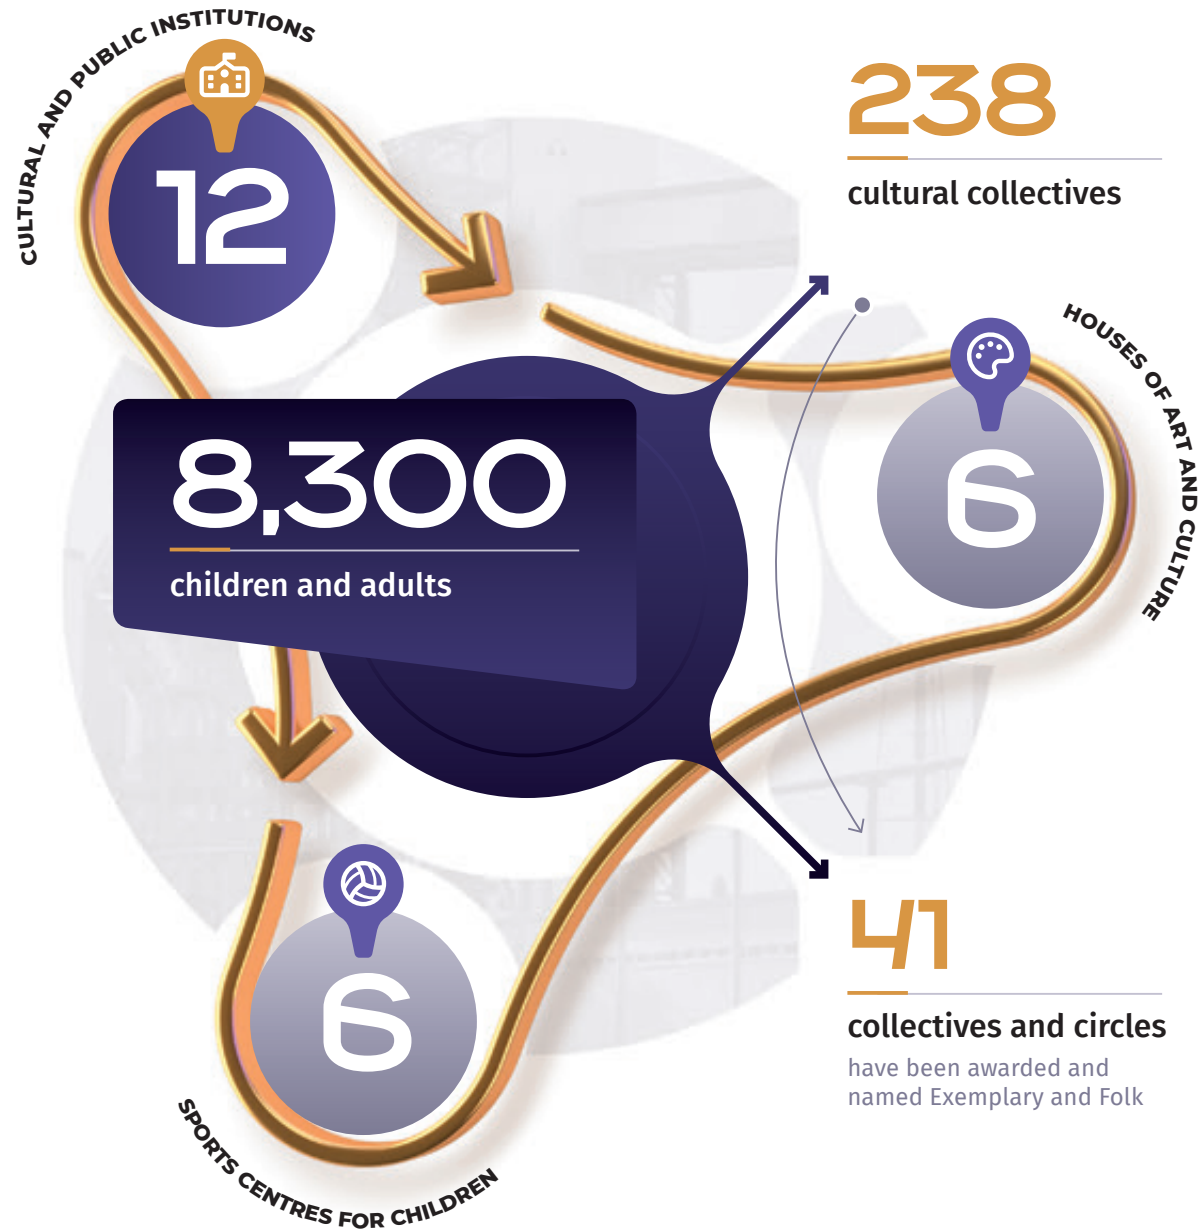 CULTURAL AND PUBLIC INSTITUTIONS
12
238
cultural collectives
HOUSES OF ART AND CULTURE
6
8,300
children and adults
41
collectives and circles
have been awarded and
named Exemplary and Folk
6
SPORTS CENTRES FOR CHILDREN